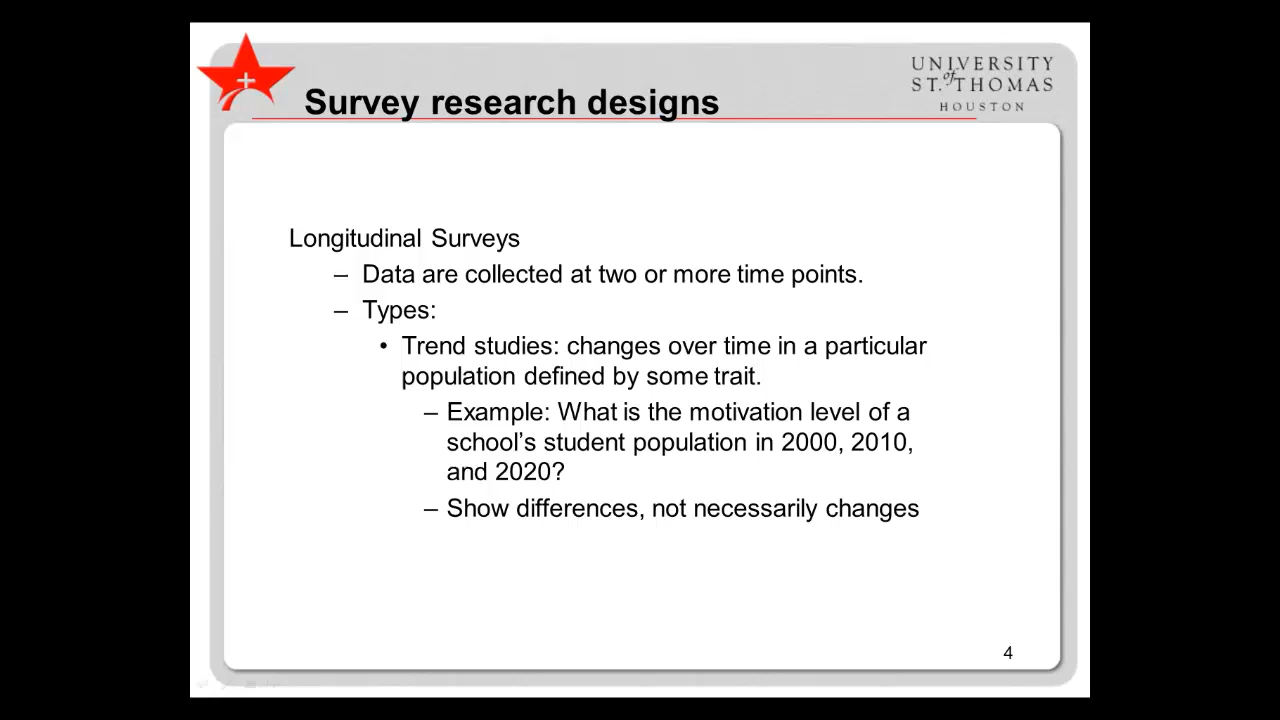 UNIVERSITY
of
ST. THOMAS
HOUSTON
Survey research designs
Longitudinal Surveys
– Data are collected at two or more time points.
– Types:
• Trend studies: changes over time in a particular
population defined by some trait.
– Example: What is the motivation level of a
school’s student population in 2000, 2010,
and 2020?
– Show differences, not necessarily changes
4